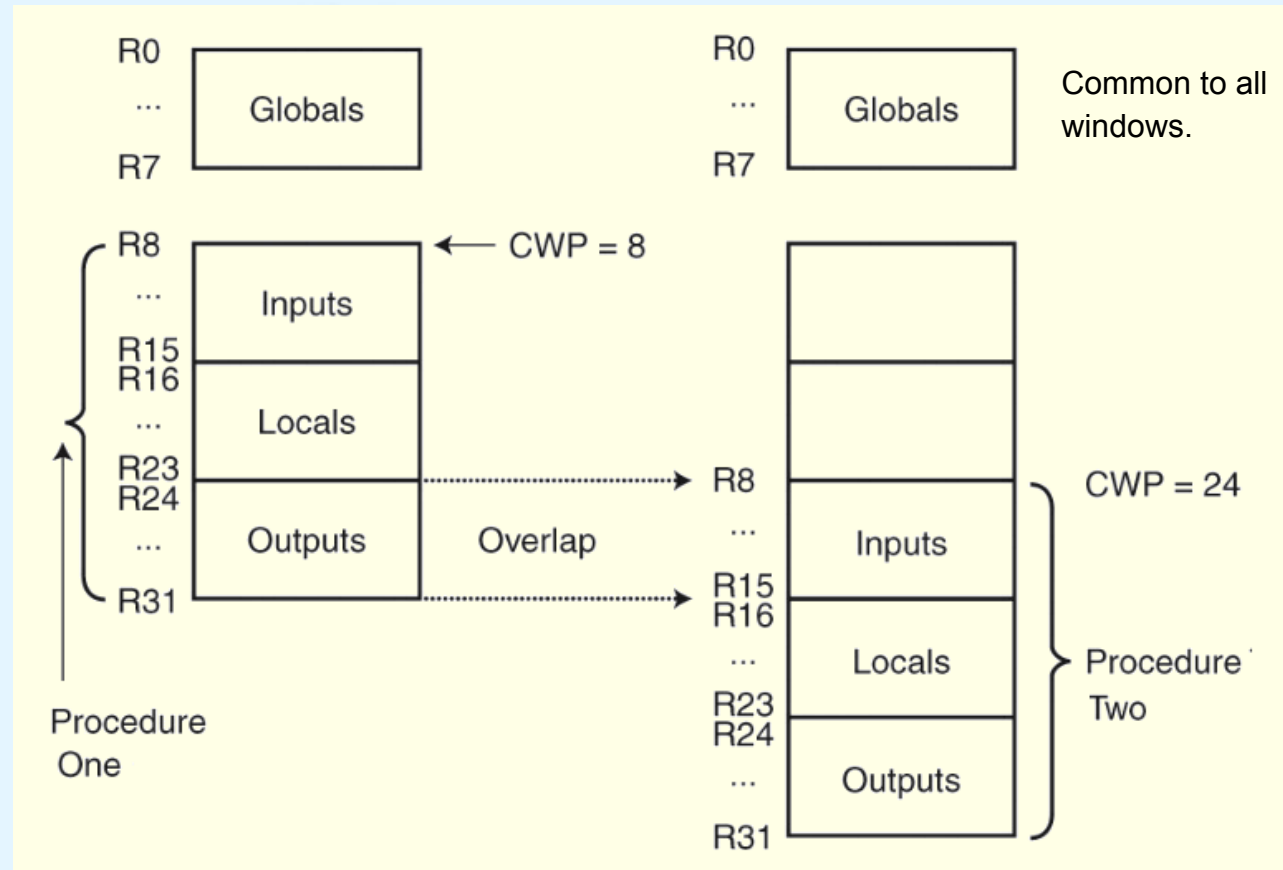 R0
...
R7
Globals
R0
...
R7
Globals
Common to all
windows.
R8
...
R15
R16
...
R23
R24
...
R31
Inputs
Locals
Outputs
CWP = 8
Overlap
Procedure
One
R8
...
R15
R16
...
R23
R24
...
R31
Inputs
Locals
Outputs
CWP = 24
Procedure
Two